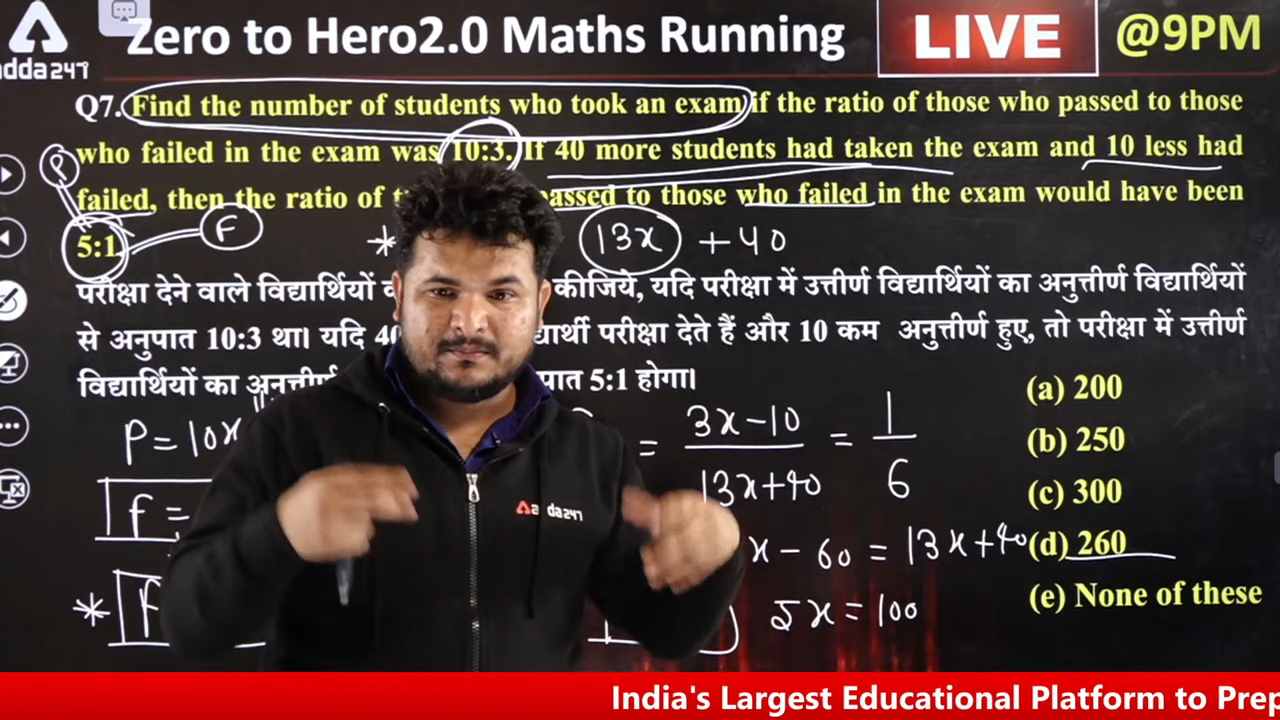 Zero to Hero2.0 Maths Running
LIVE
@9PM
adda247
Q7. Find the number of students who took an exam if the ratio of those who passed to those
who failed in the exam was 10:3. If 40 more students had taken the exam and 10 less had
failed, then the ratio of passed to those who failed in the exam would have been
5:1
P
F
* 13x + 40
परीक्षा देने वाले विद्यार्थियों कीजिये, यदि परीक्षा में उत्तीर्ण विद्यार्थियों का अनुत्तीर्ण विद्यार्थियों
से अनुपात 10:3 था। यदि 40 परीक्षा देते हैं और 10 कम अनुत्तीर्ण हुए, तो परीक्षा में उत्तीर्ण
विद्यार्थियों का 5:1 होगा।
(a) 200
(b) 250
(c) 300
(d) 260
(e) None of these
P = 10x
f =
* f
= 3x-10 = 1
13x+40 6
x - 60 = 13x+40
5x = 100
adda247
India's Largest Educational Platform to Prep